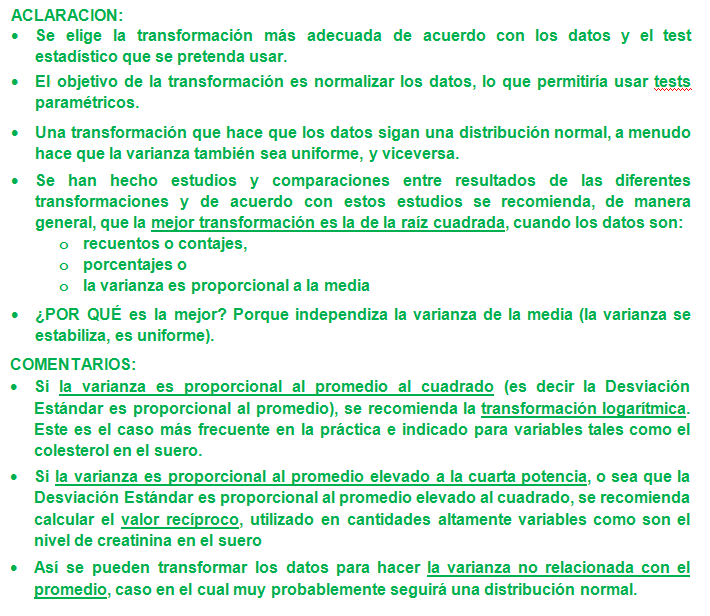 ACLARACION:
• Se elige la transformación más adecuada de acuerdo con los datos y el test
estadístico que se pretenda usar.
• El objetivo de la transformación es normalizar los datos, lo que permitiría usar tests
paramétricos.
• Una transformación que hace que los datos sigan una distribución normal, a menudo
hace que la varianza también sea uniforme, y viceversa.
• Se han hecho estudios y comparaciones entre resultados de las diferentes
transformaciones y de acuerdo con estos estudios se recomienda, de manera
general, que la mejor transformación es la de la raíz cuadrada, cuando los datos son:
o recuentos o contajes,
o porcentajes o
o la varianza es proporcional a la media
• ¿POR QUÉ es la mejor? Porque independiza la varianza de la media (la varianza se
estabiliza, es uniforme).
COMENTARIOS:
• Si la varianza es proporcional al promedio al cuadrado (es decir la Desviación
Estándar es proporcional al promedio), se recomienda la transformación logarítmica.
Este es el caso más frecuente en la práctica e indicado para variables tales como el
colesterol en el suero.
• Si la varianza es proporcional al promedio elevado a la cuarta potencia, o sea que la
Desviación Estándar es proporcional al promedio elevado al cuadrado, se recomienda
calcular el valor recíproco, utilizado en cantidades altamente variables como son el
nivel de creatinina en el suero
• Así se pueden transformar los datos para hacer la varianza no relacionada con el
promedio, caso en el cual muy probablemente seguirá una distribución normal.